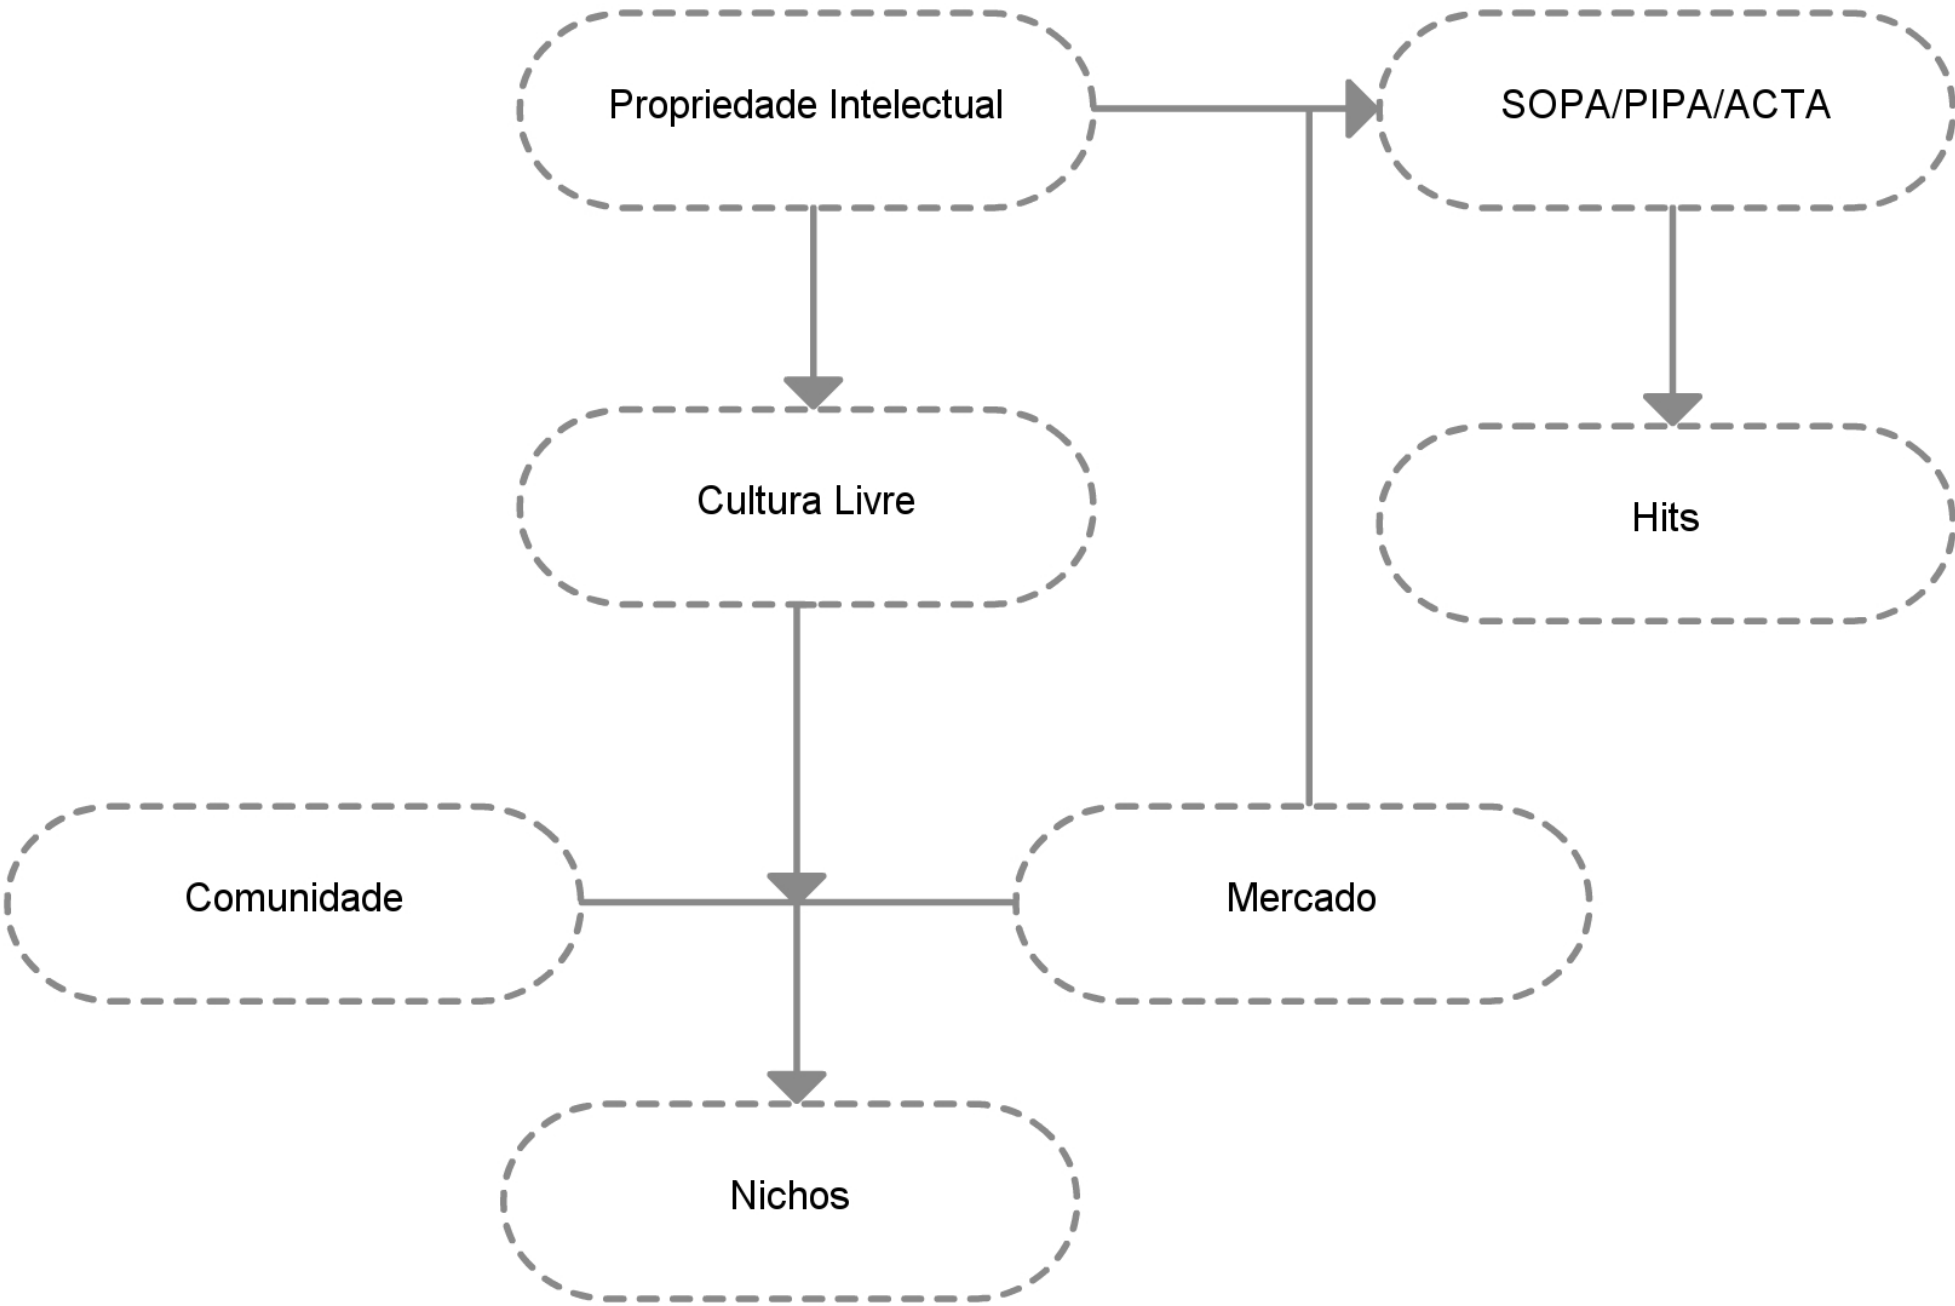 Propriedade Intelectual
SOPA/PIPA/ACTA
Cultura Livre
Hits
Comunidade
Mercado
Nichos